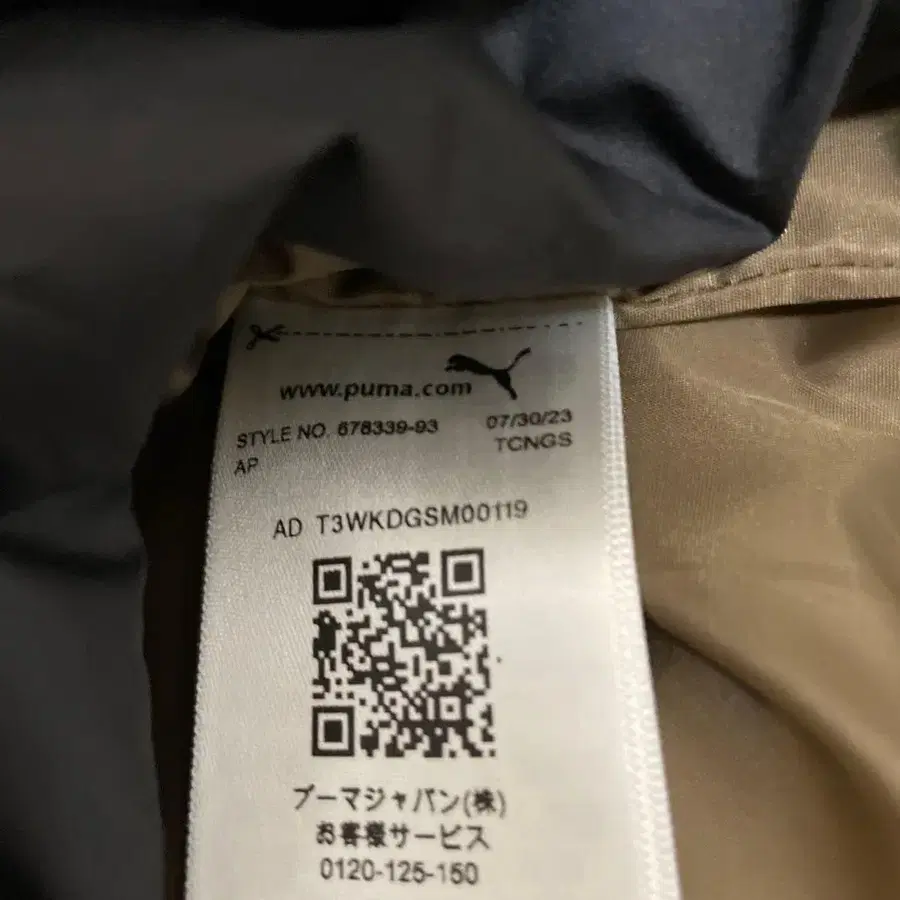 www.puma.com
STYLE NO. 678339-93 07/30/23
AP TCNGS
AD T3WKDGSM00119
プーマジャパン(株)
お客様サービス
0120-125-150